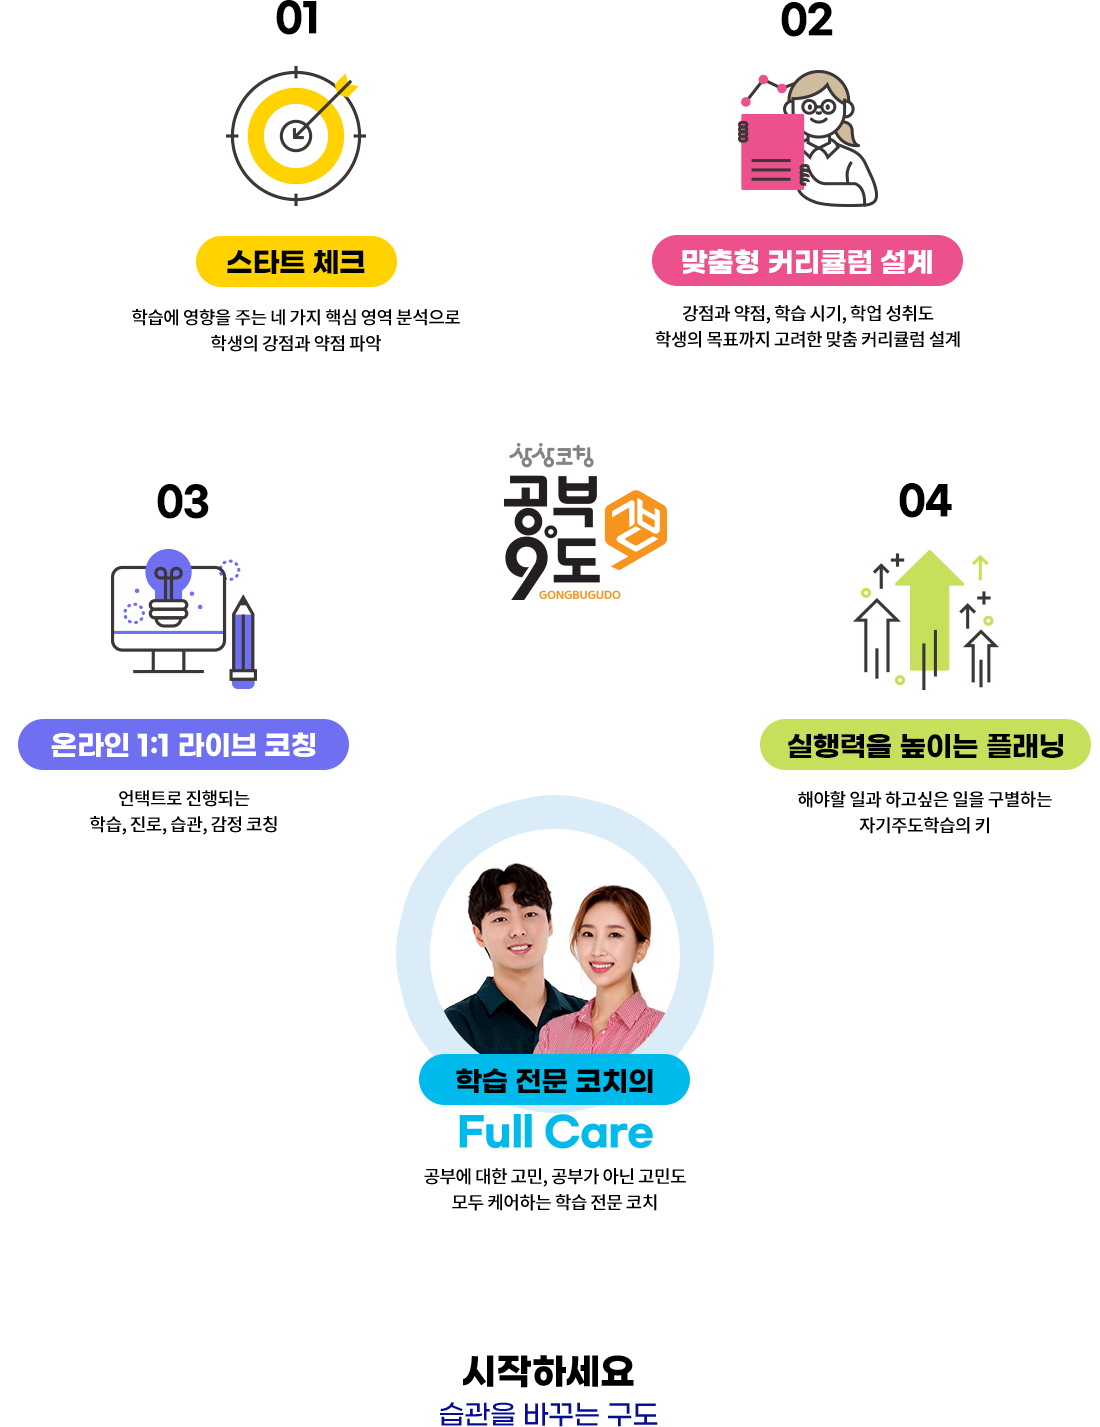 01
스타트 체크
학습에 영향을 주는 네 가지 핵심 영역 분석으로
학생의 강점과 약점 파악
02
맞춤형 커리큘럼 설계
강점과 약점, 학습 시기, 학업 성취도
학생의 목표까지 고려한 맞춤 커리큘럼 설계
상상코칭
공부
9도
갭
GONGBUGUDO
03
온라인 1:1 라이브 코칭
언택트로 진행되는
학습, 진로, 습관, 감정 코칭
04
실행력을 높이는 플래닝
해야할 일과 하고싶은 일을 구별하는
자기주도학습의 키
학습 전문 코치의
Full Care
공부에 대한 고민, 공부가 아닌 고민도
모두 케어하는 학습 전문 코치
시작하세요
습관을 바꾸는 구도